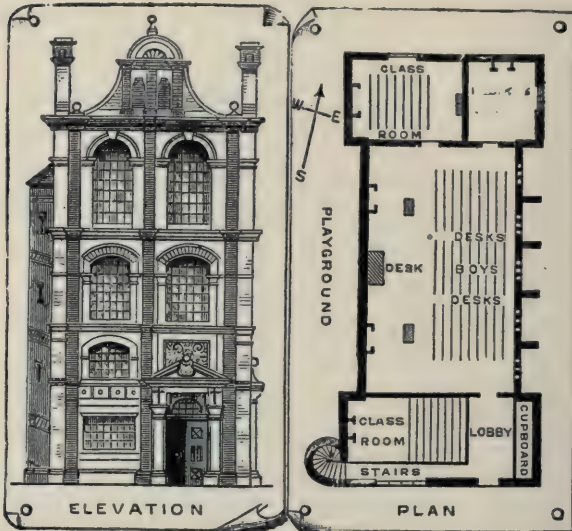 ELEVATION
W E
S
CLASS
ROOM
PLAYGROUND
DESKS
DESK BOYS
DESKS
CLASS
ROOM
LOBBY
CUPBOARD
STAIRS
PLAN